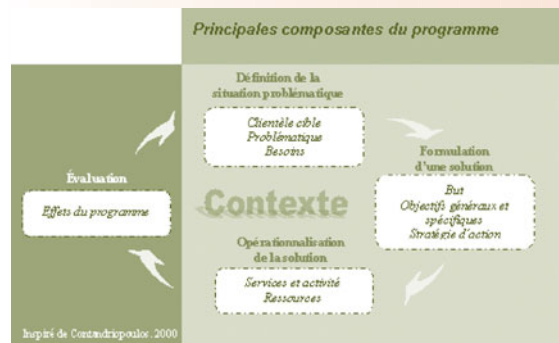 Principales composantes du programme
Définition de la
situation problématique
Clientèle cible
Problématique
Besoins
Formulation
d'une solution
But
Objectifs généraux et
spécifiques
Stratégie d'action
Évaluation
Effets du programme
Contexte
Opérationnalisation
de la solution
Services et activité
Ressources
Inspiré de Contandriopoulos, 2000